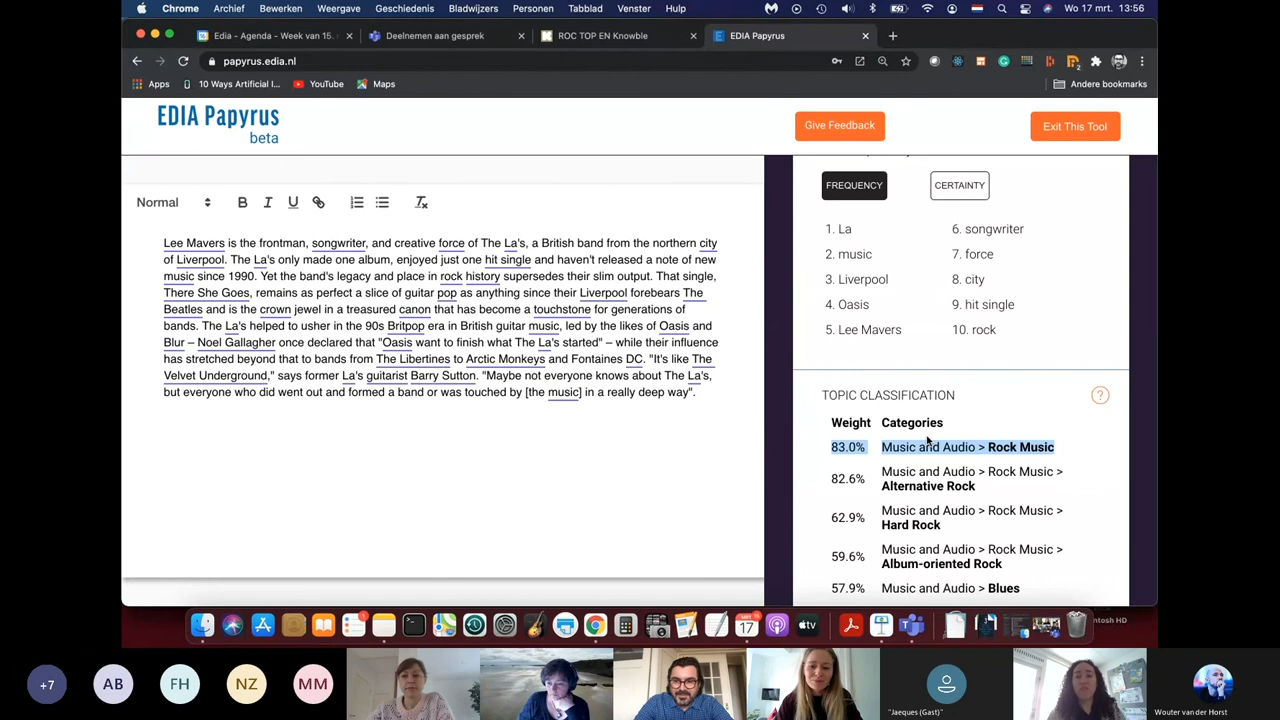 Chrome Archief Bewerken Weergave Geschiedenis Bladwijzers Personen Tabblad Venster Hulp Wo 17 mrt. 13:56
Edia - Agenda - Week van 15. Deelnemen aan gesprek ROC TOP EN Knowble EDIA Papyrus
papyrus.edia.nl
Apps 10 Ways Artificial I... YouTube Maps Andere bookmarks
EDIA Papyrus
beta
Give Feedback
Exit This Tool
Normal
Lee Mavers is the frontman, songwriter, and creative force of The La's, a British band from the northern city
of Liverpool. The La's only made one album, enjoyed just one hit single and haven't released a note of new
music since 1990. Yet the band's legacy and place in rock history supersedes their slim output. That single,
There She Goes, remains as perfect a slice of guitar pop as anything since their Liverpool forebears The
Beatles and is the crown jewel in a treasured canon that has become a touchstone for generations of
bands. The La's helped to usher in the 90s Britpop era in British guitar music, led by the likes of Oasis and
Blur – Noel Gallagher once declared that "Oasis want to finish what The La's started" – while their influence
has stretched beyond that to bands from The Libertines to Arctic Monkeys and Fontaines DC. "It's like The
Velvet Underground," says former La's guitarist Barry Sutton. "Maybe not everyone knows about The La's,
but everyone who did went out and formed a band or was touched by [the music] in a really deep way".
FREQUENCY
CERTAINTY
1. La
2. music
3. Liverpool
4. Oasis
5. Lee Mavers
6. songwriter
7. force
8. city
9. hit single
10. rock
TOPIC CLASSIFICATION ?
Weight Categories
83.0% Music and Audio > Rock Music
82.6% Music and Audio > Rock Music >
Alternative Rock
62.9% Music and Audio > Rock Music >
Hard Rock
59.6% Music and Audio > Rock Music >
Album-oriented Rock
57.9% Music and Audio > Blues
ntosh HD
+7 AB FH NZ MM
"Jaeques (Gast)"
Wouter van der Horst